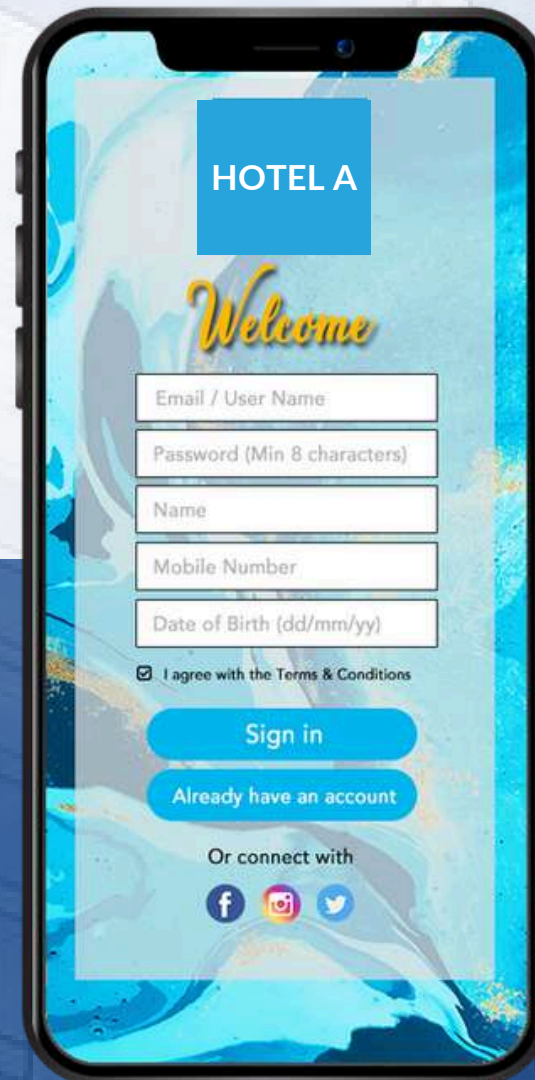 HOTEL A
Welcome
Email / User Name
Password (Min 8 characters)
Name
Mobile Number
Date of Birth (dd/mm/yy)
I agree with the Terms & Conditions
Sign in
Already have an account
Or connect with